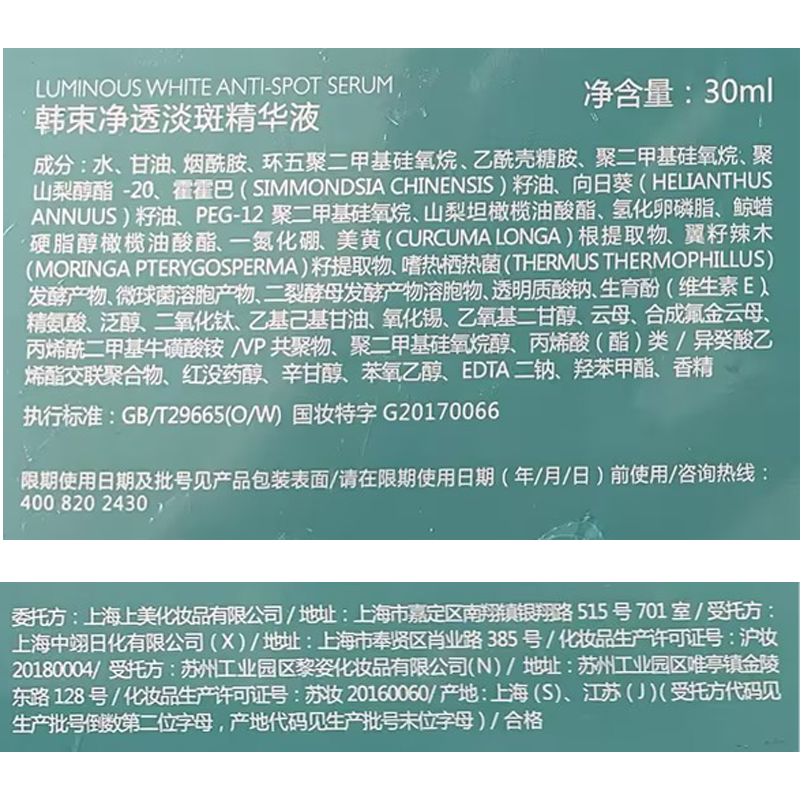 LUMINOUS WHITE ANTI-SPOT SERUM
韩束净透淡斑精华液
净含量：30ml
成分：水、甘油、烟酰胺、环五聚二甲基硅氧烷、乙酰壳糖胺、聚二甲基硅氧烷、聚
山梨醇酯 -20、霍霍巴（SIMMONDSIA CHINENSIS）籽油、向日葵（HELIANTHUS
ANNUUS）籽油、PEG-12 聚二甲基硅氧烷、山梨坦橄榄油酸酯、氢化卵磷脂、鲸蜡
硬脂醇橄榄油酸酯、一氮化硼、美黄(CURCUMA LONGA）根提取物、翼籽辣木
(MORINGA PTERYGOSPERMA）籽提取物、嗜热栖热菌(THERMUS THERMOPHILLUS)
发酵产物、微球菌溶胞产物、二裂酵母发酵产物溶胞物、透明质酸钠、生育酚（维生素 E）、
精氨酸、泛醇、二氧化钛、乙基己基甘油、氧化锡、乙氧基二甘醇、云母、合成氟金云母、
丙烯酰二甲基牛磺酸铵 /VP 共聚物、聚二甲基硅氧烷醇、丙烯酸（酯）类 / 异癸酸乙
烯酯交联聚合物、红没药醇、辛甘醇、苯氧乙醇、EDTA 二钠、羟苯甲酯、香精
执行标准：GB/T29665(O/W) 国妆特字 G20170066
限期使用日期及批号见产品包装表面/请在限期使用日期（年/月/日）前使用/咨询热线：
400 820 2430
委托方：上海上美化妆品有限公司 / 地址：上海市嘉定区南翔镇银翔路 515 号 701 室 / 受托方：
上海中翊日化有限公司（X）/ 地址：上海市奉贤区肖业路 385 号 / 化妆品生产许可证号：沪妆
20180004/ 受托方：苏州工业园区黎姿化妆品有限公司(N) / 地址：苏州工业园区唯亭镇金陵
东路 128 号 / 化妆品生产许可证号：苏妆 20160060/ 产地：上海（S）、江苏（J）( 受托方代码见
生产批号倒数第二位字母，产地代码见生产批号末位字母) / 合格